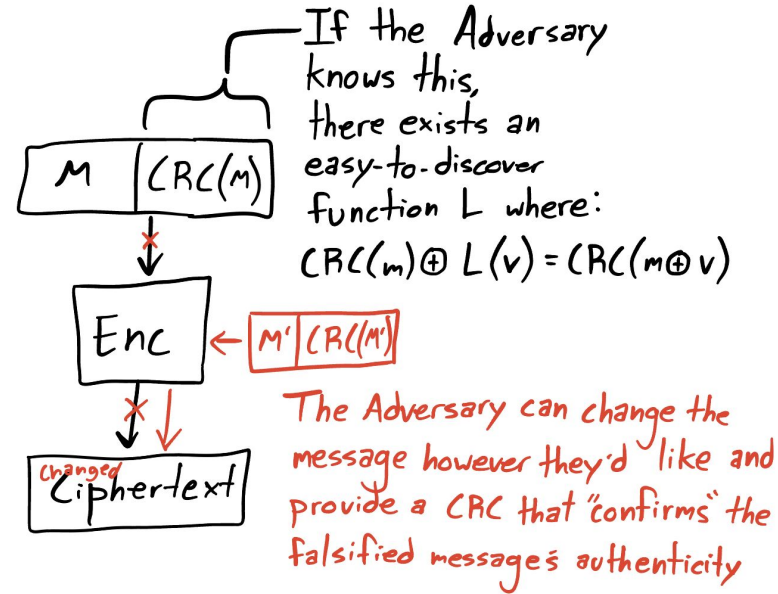 If the Adversary
knows this,
there exists an
easy-to-discover
function L where:
CRC(m)⊕ L(v) = CRC(m⊕v)
M CRC(M)
Enc
M' CRC(M')
changed
Ciphertext
The Adversary can change the
message however they'd like and
provide a CRC that "confirms" the
falsified message's authenticity